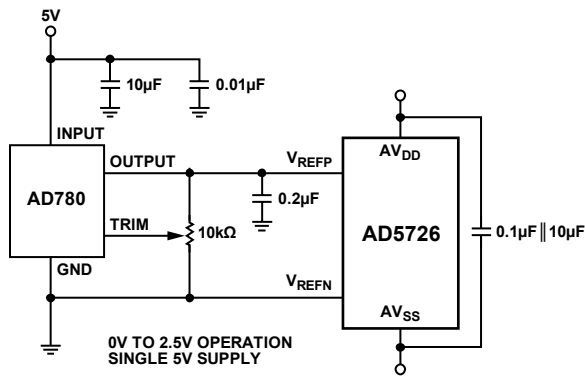 5V
10µF
0.01µF
INPUT
OUTPUT
V_REFP
AV_DD
AD780
0.2µF
TRIM
10kΩ
AD5726
0.1µF || 10µF
GND
V_REFN
AV_SS
0V TO 2.5V OPERATION
SINGLE 5V SUPPLY